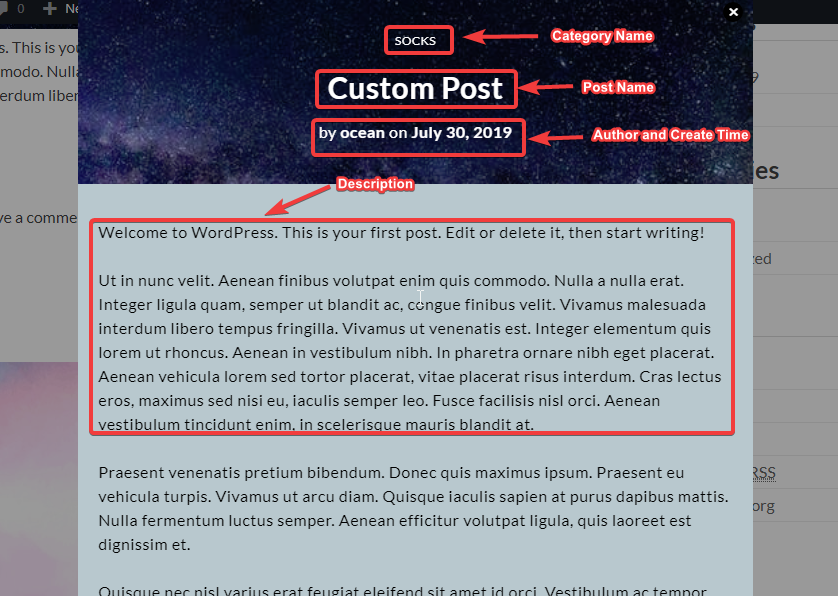 0 + Ne
×
SOCKS
Category Name
Custom Post
Post Name
by ocean on July 30, 2019
Author and Create Time
Description
s. This is you
modo. Nulla
erdum liber
ve a comme
9
es
ed
RSS
org
Welcome to WordPress. This is your first post. Edit or delete it, then start writing!
Ut in nunc velit. Aenean finibus volutpat enim quis commodo. Nulla a nulla erat.
Integer ligula quam, semper ut blandit ac, congue finibus velit. Vivamus malesuada
interdum libero tempus fringilla. Vivamus ut venenatis est. Integer elementum quis
lorem ut rhoncus. Aenean in vestibulum nibh. In pharetra ornare nibh eget placerat.
Aenean vehicula lorem sed tortor placerat, vitae placerat risus interdum. Cras lectus
eros, maximus sed nisi eu, iaculis semper leo. Fusce facilisis nisl orci. Aenean
vestibulum tincidunt enim, in scelerisque mauris blandit at.
Praesent venenatis pretium bibendum. Donec quis maximus ipsum. Praesent eu
vehicula turpis. Vivamus ut arcu diam. Quisque iaculis sapien at purus dapibus mattis.
Nulla fermentum luctus semper. Aenean efficitur volutpat ligula, quis laoreet est
dignissim et.
Quisque nec nisl varius erat feugiat eleifend sit amet id orci. Vestibulum ac tempor